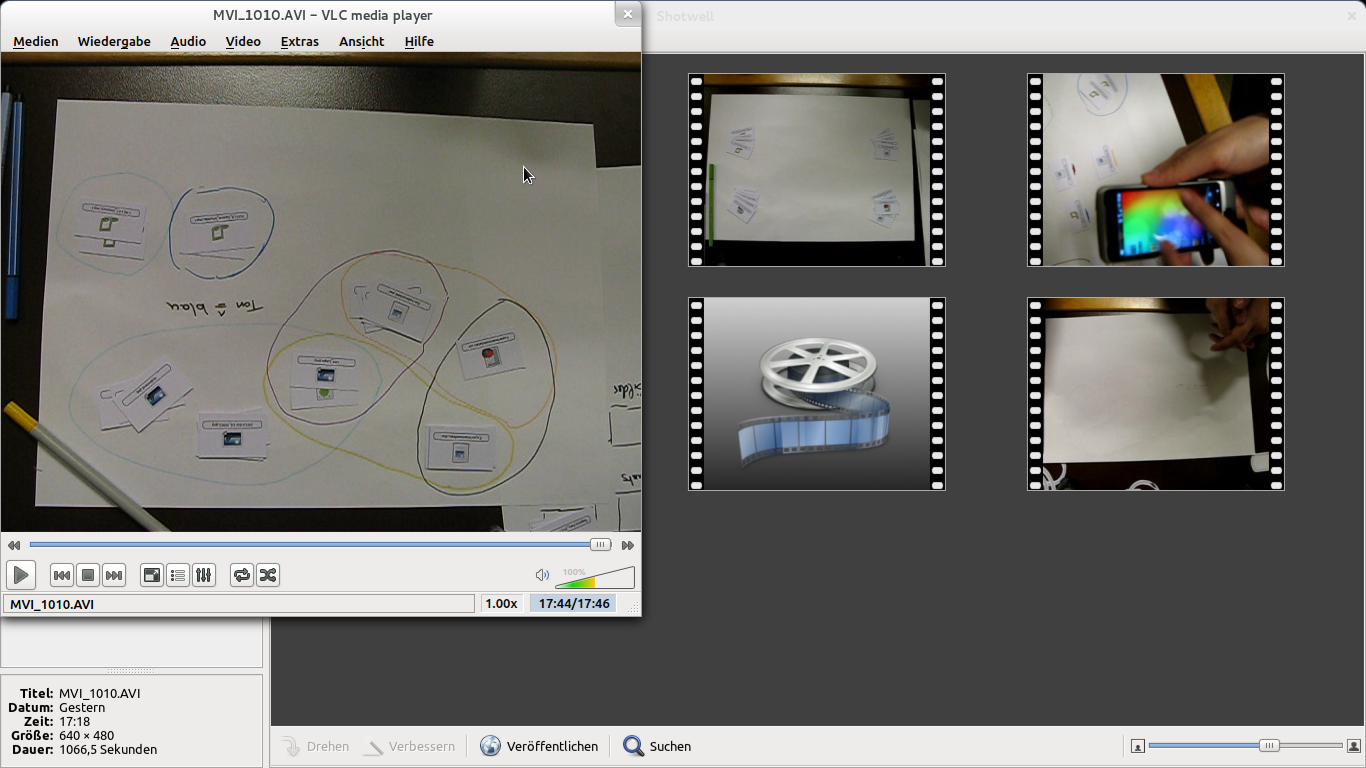 MVI_1010.AVI – VLC media player
Shotwell
Medien Wiedergabe Audio Video Extras Ansicht Hilfe
Ton ≙ blau
100%
MVI_1010.AVI 1.00x 17:44/17:46
Titel: MVI_1010.AVI
Datum: Gestern
Zeit: 17:18
Größe: 640 × 480
Dauer: 1066,5 Sekunden
Drehen Verbessern Veröffentlichen Suchen